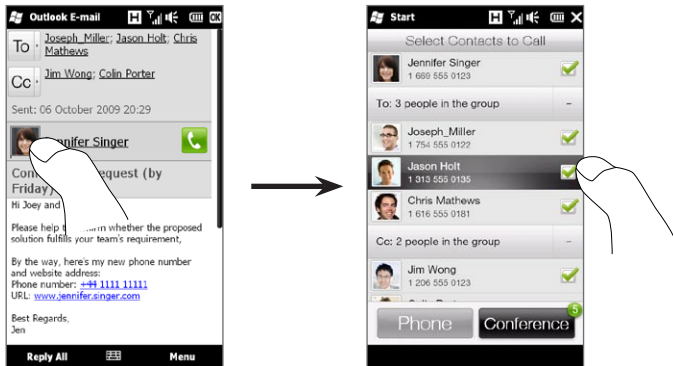 Outlook E-mail
H
OK
To
Joseph_Miller; Jason Holt; Chris
Mathews
Cc
Jim Wong; Colin Porter
Sent: 06 October 2009 20:29
Jennifer Singer
Request (by
Friday)
Hi Joey and
Please help whether the proposed
solution fulfills your team's requirement,
By the way, here's my new phone number
and website address:
Phone number: +44 1111 11111
URL: www.jennifer.singer.com
Best Regards,
Jen
Reply All
Menu
Start
H
Select Contacts to Call
Jennifer Singer
1 669 555 0123
To: 3 people in the group
Joseph_Miller
1 754 555 0122
Jason Holt
1 313 555 0135
Chris Mathews
1 616 555 0181
Cc: 2 people in the group
Jim Wong
1 206 555 0123
Phone
Conference
5